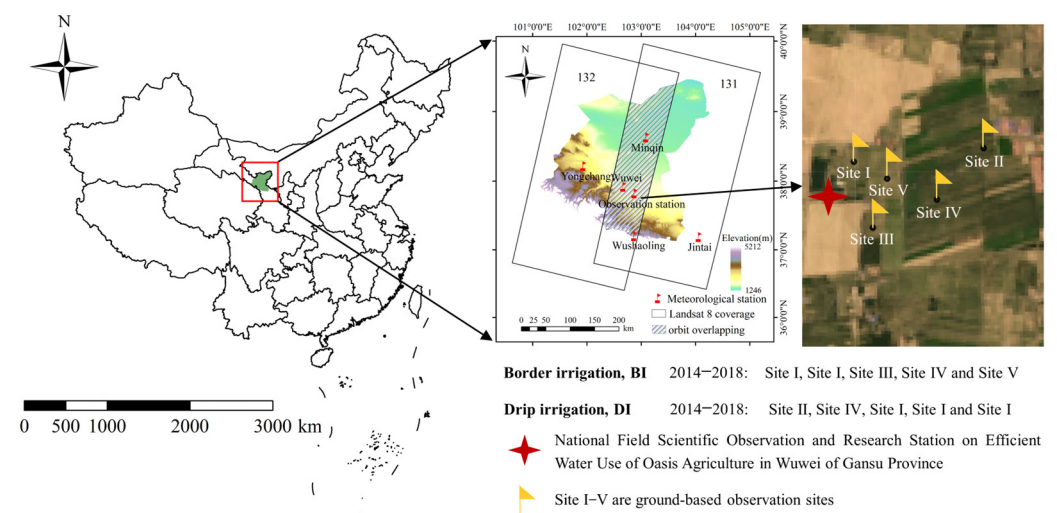 N
0 500 1000 2000 3000 km
101°0'0"E 102°0'0"E 103°0'0"E 104°0'0"E 105°0'0"E
40°0'0"N
39°0'0"N
38°0'0"N
37°0'0"N
36°0'0"N
N
132
131
Minqin
Yongchang
Wuwei
Observation station
Wushaoling
Jintai
Elevation(m)
5212
1246
Meteorological station
Landsat 8 coverage
orbit overlapping
0 25 50 100 150 200
km
Site I
Site II
Site V
Site IV
Site III
Border irrigation, BI 2014−2018: Site I, Site I, Site III, Site IV and Site V
Drip irrigation, DI 2014−2018: Site II, Site IV, Site I, Site I and Site I
National Field Scientific Observation and Research Station on Efficient
Water Use of Oasis Agriculture in Wuwei of Gansu Province
Site I−V are ground-based observation sites